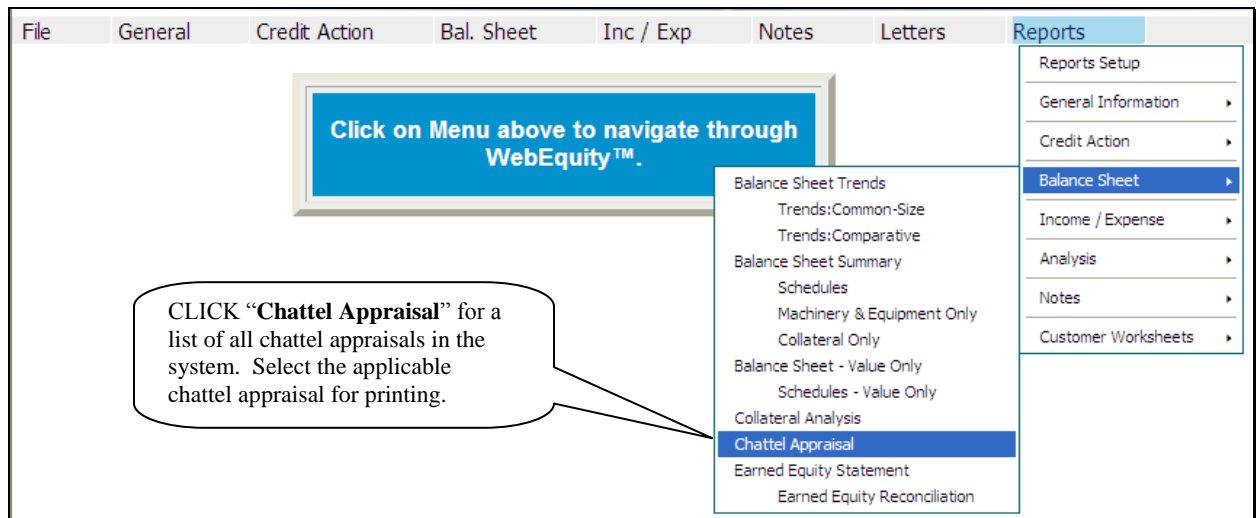 File General Credit Action Bal. Sheet Inc / Exp Notes Letters Reports
Click on Menu above to navigate through
WebEquity™.
Reports Setup
General Information
Credit Action
Balance Sheet
Income / Expense
Analysis
Notes
Customer Worksheets
Balance Sheet Trends
Trends:Common-Size
Trends:Comparative
Balance Sheet Summary
Schedules
Machinery & Equipment Only
Collateral Only
Balance Sheet - Value Only
Schedules - Value Only
Collateral Analysis
Chattel Appraisal
Earned Equity Statement
Earned Equity Reconciliation
CLICK “Chattel Appraisal” for a
list of all chattel appraisals in the
system. Select the applicable
chattel appraisal for printing.